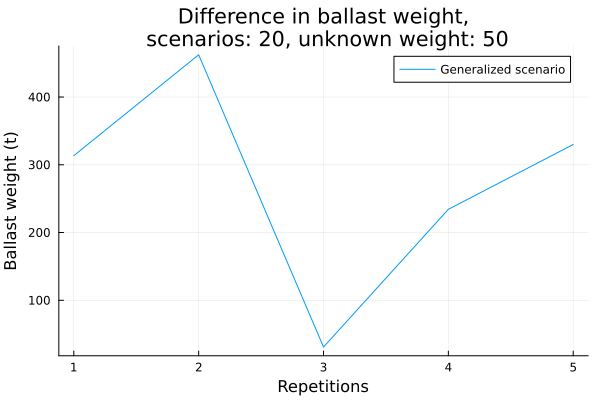 Difference in ballast weight,
scenarios: 20, unknown weight: 50
Generalized scenario
Ballast weight (t)
400
300
200
100
1 2 3 4 5
Repetitions